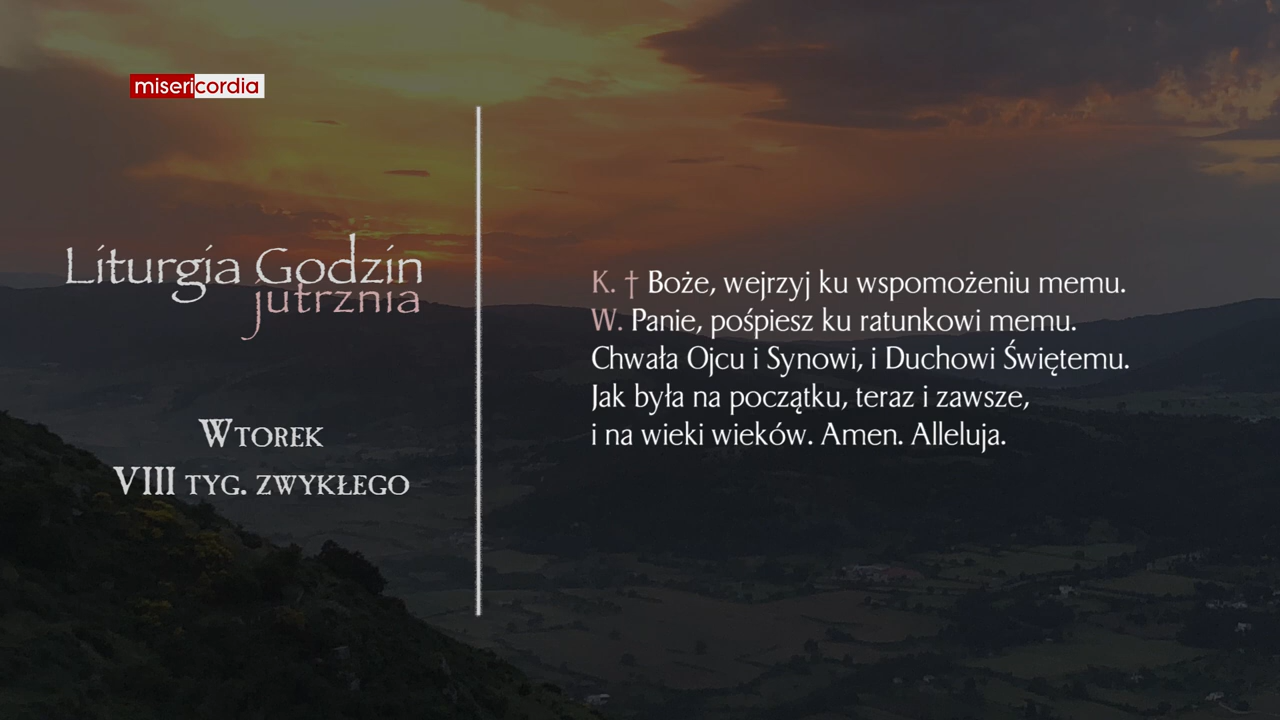 misericordia
Liturgia Godzin
jutrznia
Wtorek
VIII tyg. zwykłego
K. † Boże, wejrzyj ku wspomożeniu memu.
W. Panie, pośpiesz ku ratunkowi memu.
Chwała Ojcu i Synowi, i Duchowi Świętemu.
Jak była na początku, teraz i zawsze,
i na wieki wieków. Amen. Alleluja.